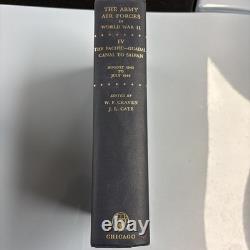 THE ARMY
AIR FORCES
IN
WORLD WAR II
IV
THE PACIFIC—GUADAL
CANAL TO SAIPAN
AUGUST 1942
TO
JULY 1944
EDITED BY
W. F. CRAVEN
J. L. CATE
CHICAGO